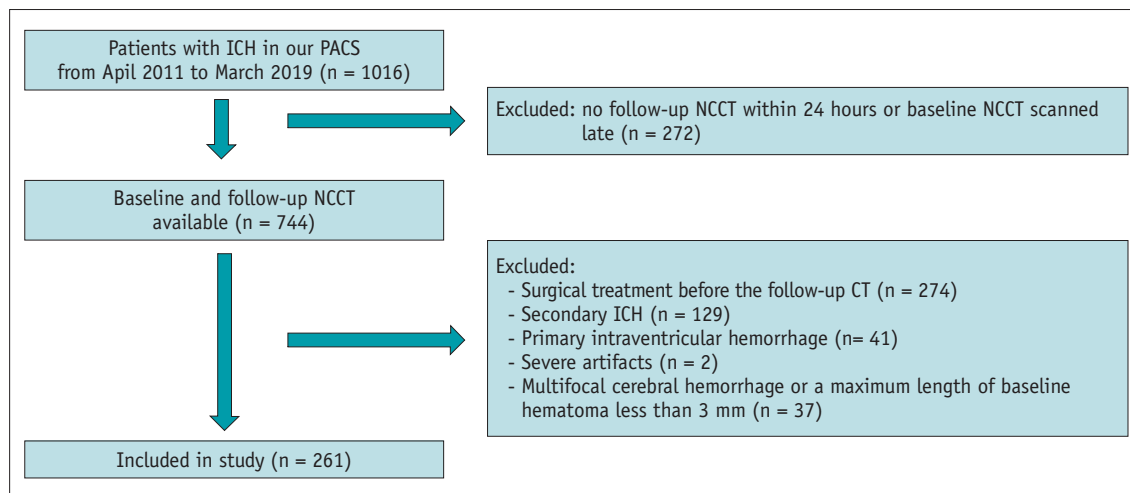 Patients with ICH in our PACS
from Apil 2011 to March 2019 (n = 1016)
Excluded: no follow-up NCCT within 24 hours or baseline NCCT scanned
late (n = 272)
Baseline and follow-up NCCT
available (n = 744)
Excluded:
- Surgical treatment before the follow-up CT (n = 274)
- Secondary ICH (n = 129)
- Primary intraventricular hemorrhage (n= 41)
- Severe artifacts (n = 2)
- Multifocal cerebral hemorrhage or a maximum length of baseline
hematoma less than 3 mm (n = 37)
Included in study (n = 261)